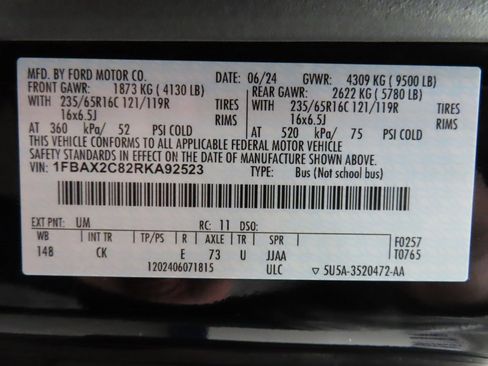 MFD. BY FORD MOTOR CO. DATE: 06/24 GVWR: 4309 KG ( 9500 LB)
FRONT GAWR: 1873 KG ( 4130 LB) REAR GAWR: 2622 KG ( 5780 LB)
WITH 235/65R16C 121/119R TIRES WITH 235/65R16C 121/119R TIRES
16x6.5J RIMS 16x6.5J RIMS
AT 360 kPa/ 52 PSI COLD AT 520 kPa/ 75 PSI COLD
THIS VEHICLE CONFORMS TO ALL APPLICABLE FEDERAL MOTOR VEHICLE
SAFETY STANDARDS IN EFFECT ON THE DATE OF MANUFACTURE SHOWN ABOVE.
VIN: 1FBAX2C82RKA92523 TYPE: Bus (Not school bus)
EXT PNT: UM RC: 11 DSO:
WB INT TR TP/PS R AXLE TR SPR F0257
148 CK E 73 U JJAA T0765
1202406071815 ULC ▽ 5U5A-3520472-AA